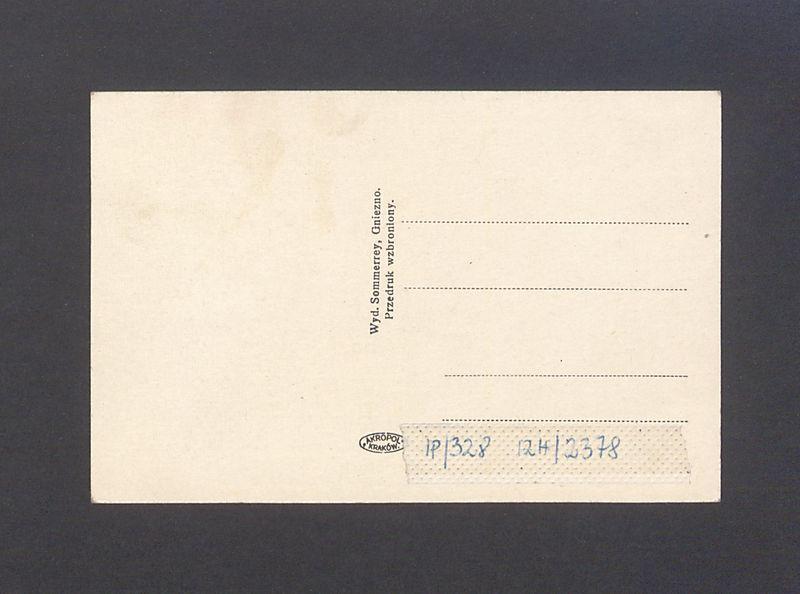 Wyd. Sommerrey, Gniezno.
Przedruk wzbroniony.
AKROPOL
KRAKÓW.
IP/328 12H/2378